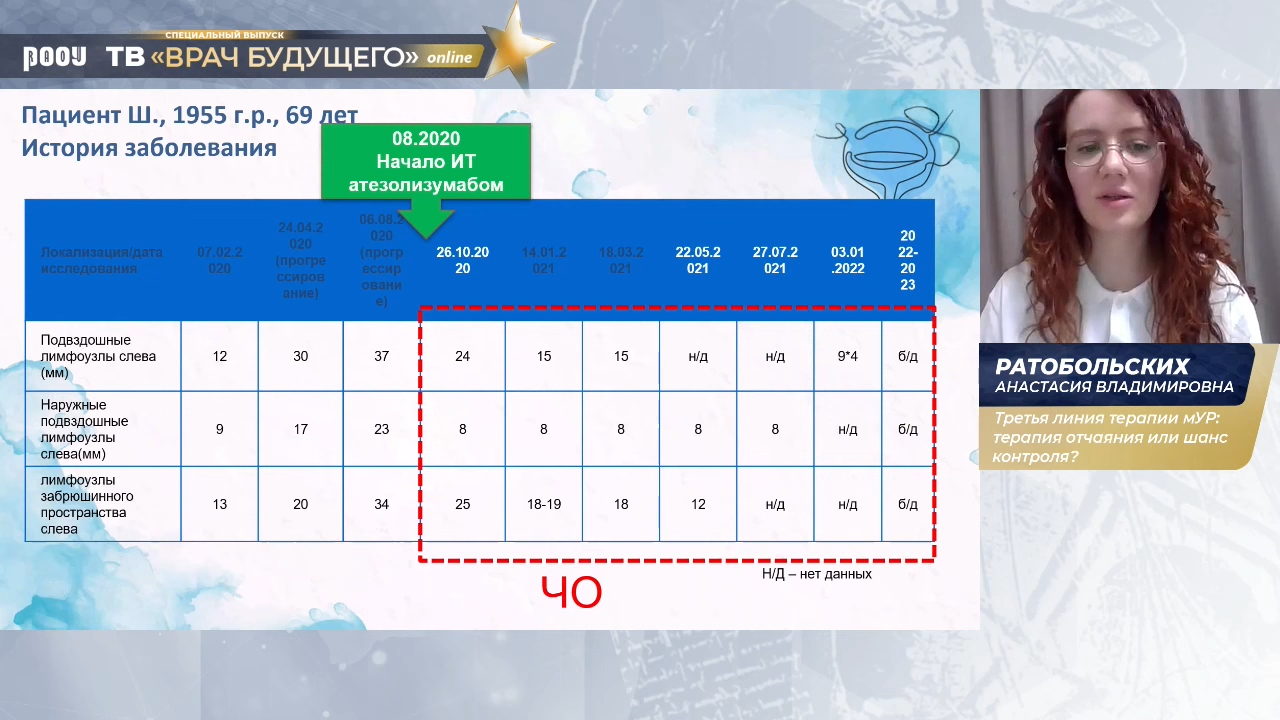 СПЕЦИАЛЬНЫЙ ВЫПУСК
РООУ ТВ «ВРАЧ БУДУЩЕГО» online
Пациент Ш., 1955 г.р., 69 лет
История заболевания
08.2020
Начало ИТ
атезолизумабом
Локализация/дата
исследования
07.02.2
020
24.04.2
020
(прогре
ссиров
ание)
06.08.2
020
(прогр
ессир
овани
е)
26.10.20
20
14.01.2
021
18.03.2
021
22.05.2
021
27.07.2
021
03.01
.2022
20
22-
20
23
Подвздошные
лимфоузлы слева
(мм)
12 30 37 24 15 15 н/д н/д 9*4 б/д
Наружные
подвздошные
лимфоузлы
слева(мм)
9 17 23 8 8 8 8 8 н/д б/д
лимфоузлы
забрюшинного
пространства
слева
13 20 34 25 18-19 18 12 н/д н/д б/д
Н/Д – нет данных
ЧО
РАТОБОЛЬСКИХ
АНАСТАСИЯ ВЛАДИМИРОВНА
Третья линия терапии мУР:
терапия отчаяния или шанс
контроля?